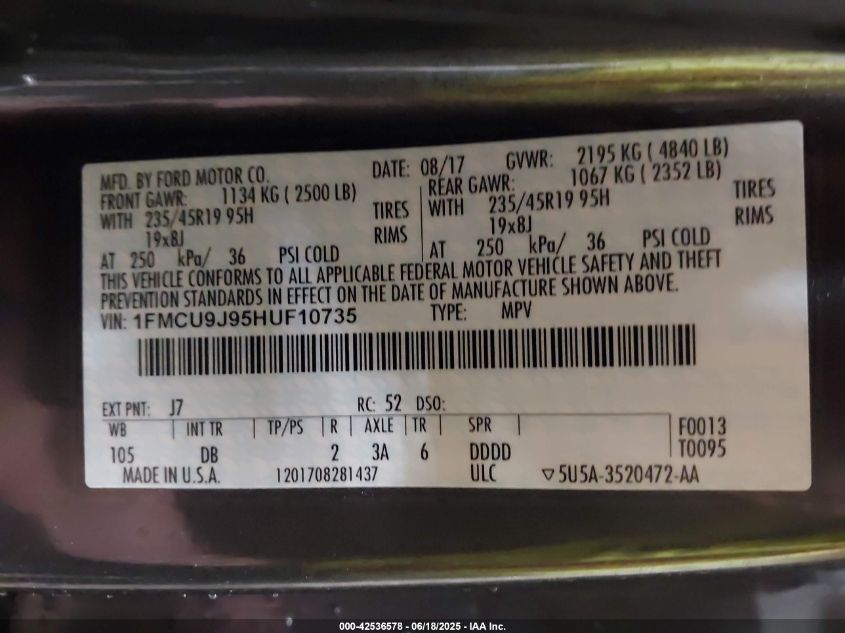 MFD. BY FORD MOTOR CO. DATE: 08/17 GVWR: 2195 KG ( 4840 LB)
FRONT GAWR: 1134 KG ( 2500 LB) REAR GAWR: 1067 KG ( 2352 LB)
WITH 235/45R19 95H TIRES WITH 235/45R19 95H TIRES
19x8J RIMS 19x8J RIMS
AT 250 kPa/ 36 PSI COLD AT 250 kPa/ 36 PSI COLD
THIS VEHICLE CONFORMS TO ALL APPLICABLE FEDERAL MOTOR VEHICLE SAFETY AND THEFT
PREVENTION STANDARDS IN EFFECT ON THE DATE OF MANUFACTURE SHOWN ABOVE.
VIN: 1FMCU9J95HUF10735 TYPE: MPV
EXT PNT: J7 RC: 52 DSO:
WB INT TR TP/PS R AXLE TR SPR F0013
105 DB 2 3A 6 DDDD T0095
MADE IN U.S.A. 1201708281437 ULC ▽5U5A-3520472-AA
000-42536578 - 06/18/2025 - IAA Inc.